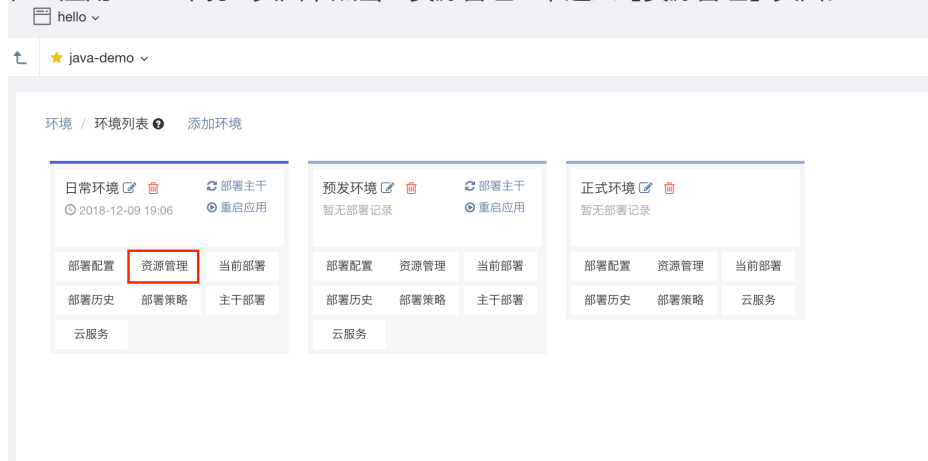 hello
java-demo
环境 / 环境列表 添加环境
日常环境 部署主干
2018-12-09 19:06 重启应用
部署配置 资源管理 当前部署
部署历史 部署策略 主干部署
云服务
预发环境 部署主干
暂无部署记录 重启应用
部署配置 资源管理 当前部署
部署历史 部署策略 主干部署
云服务
正式环境
暂无部署记录
部署配置 资源管理 当前部署
部署历史 部署策略 云服务